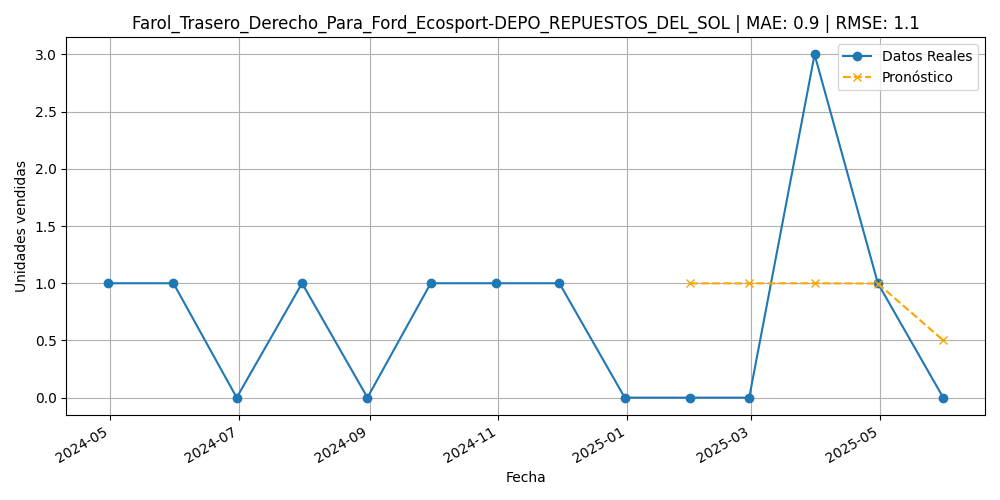 Farol_Trasero_Derecho_Para_Ford_Ecosport-DEPO_REPUESTOS_DEL_SOL | MAE: 0.9 | RMSE: 1.1
Datos Reales
Pronóstico
Unidades vendidas
3.0
2.5
2.0
1.5
1.0
0.5
0.0
2024-05
2024-07
2024-09
2024-11
2025-01
2025-03
2025-05
Fecha